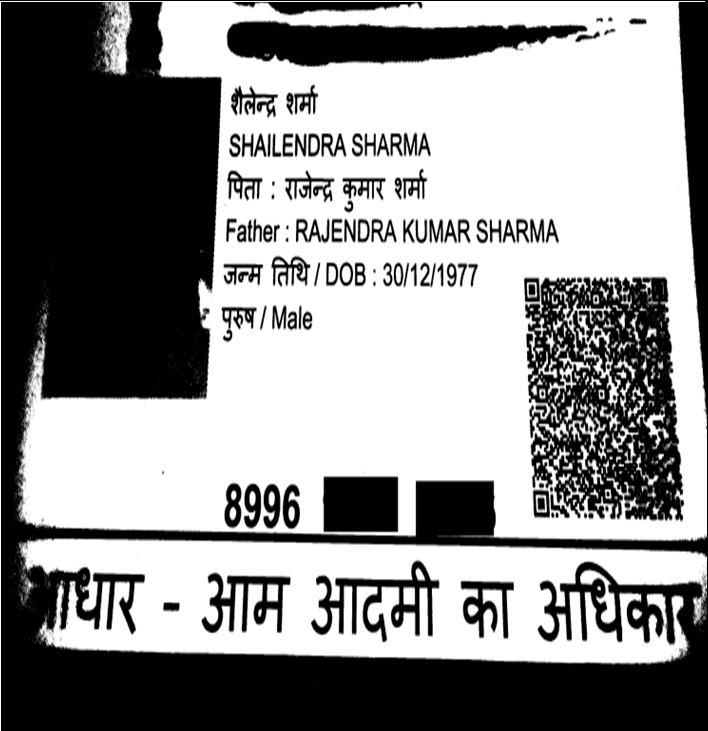 शैलेन्द्र शर्मा
SHAILENDRA SHARMA
पिता : राजेन्द्र कुमार शर्मा
Father : RAJENDRA KUMAR SHARMA
जन्म तिथि / DOB : 30/12/1977
पुरुष / Male
8996
आधार - आम आदमी का अधिकार